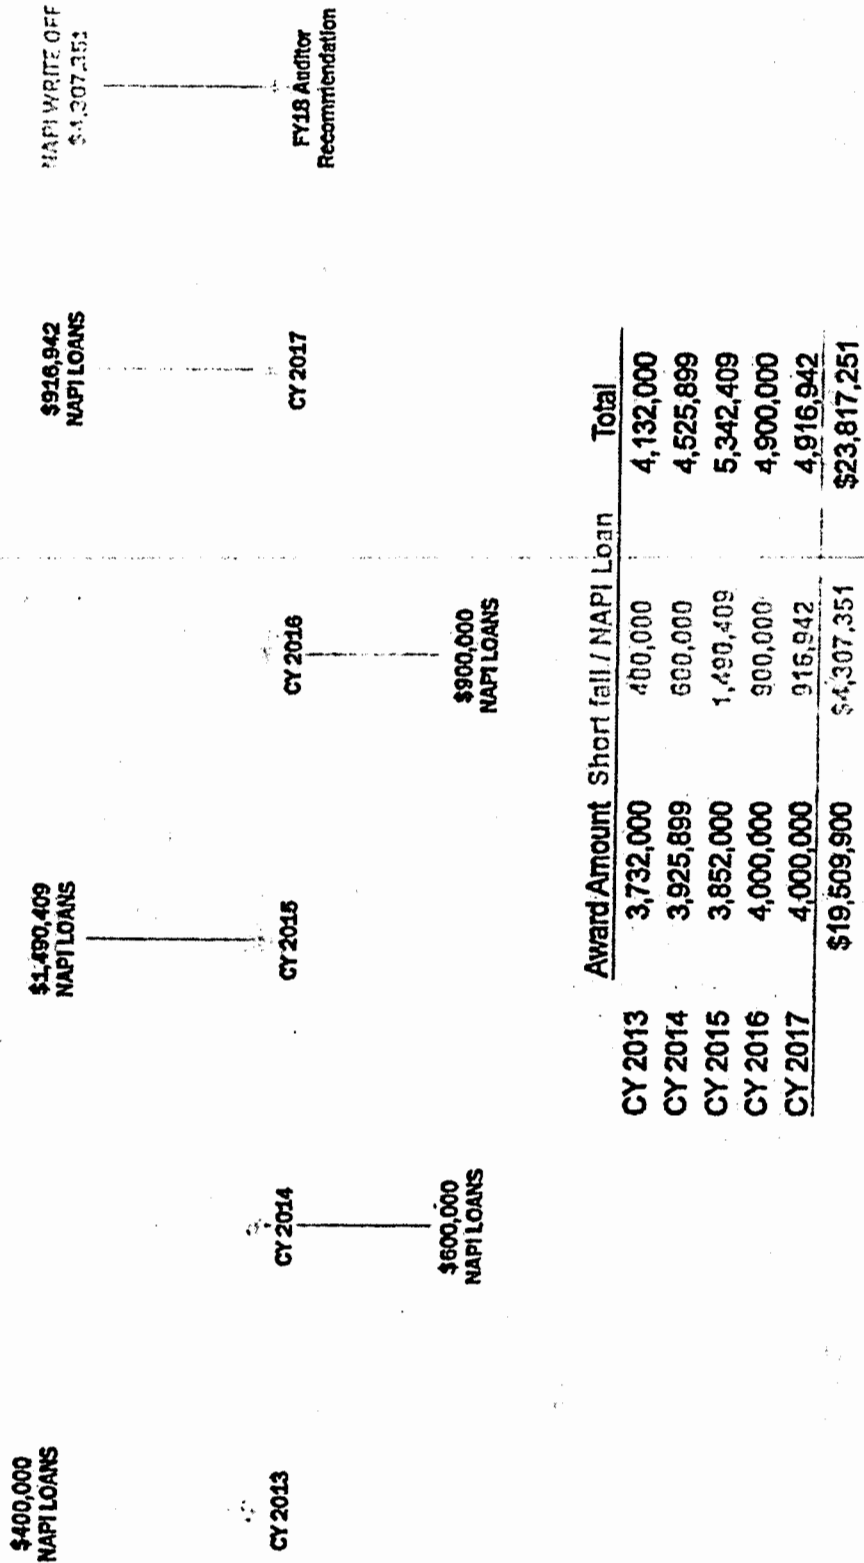 $400,000
NAPI LOANS
CY 2013
CY 2014
$600,000
NAPI LOANS
$1,490,409
NAPI LOANS
CY 2015
CY 2016
$900,000
NAPI LOANS
$916,942
NAPI LOANS
CY 2017
NAPI WRITE OFF
$4,307,351
FY18 Auditor
Recommendation
Award Amount Short fall / NAPI Loan Total
CY 2013 3,732,000 400,000 4,132,000
CY 2014 3,925,899 600,000 4,525,899
CY 2015 3,852,000 1,490,409 5,342,409
CY 2016 4,000,000 900,000 4,900,000
CY 2017 4,000,000 916,942 4,916,942
$19,509,900 $4,307,351 $23,817,251